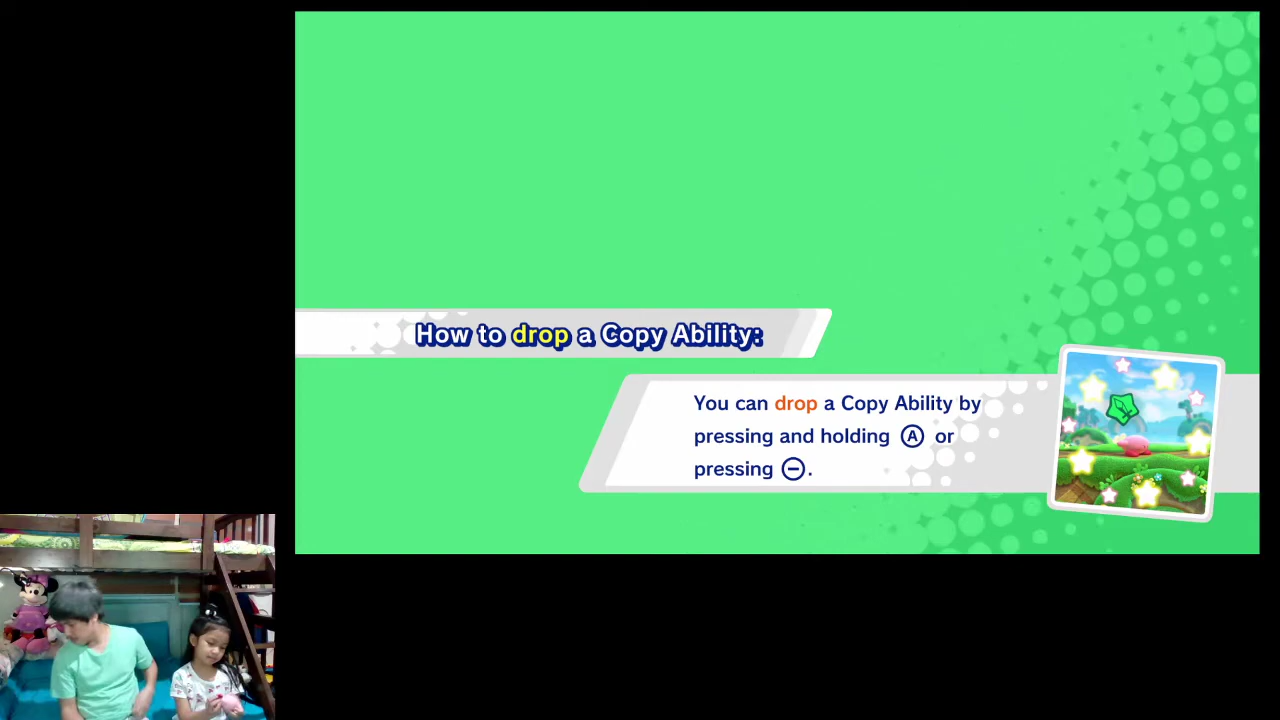 How to drop a Copy Ability:
You can drop a Copy Ability by
pressing and holding Ⓐ or
pressing ⊖.